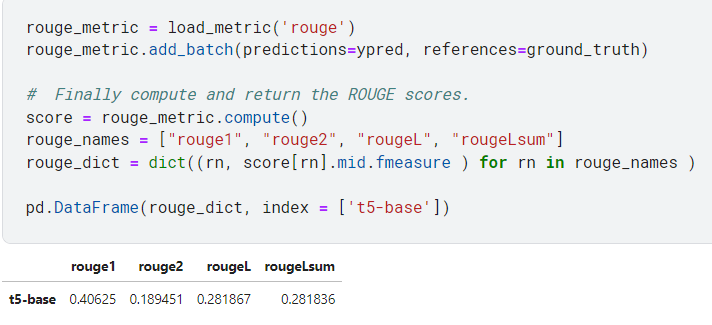 rouge_metric = load_metric('rouge')
rouge_metric.add_batch(predictions=ypred, references=ground_truth)
#  Finally compute and return the ROUGE scores.
score = rouge_metric.compute()
rouge_names = ["rouge1", "rouge2", "rougeL", "rougeLsum"]
rouge_dict = dict((rn, score[rn].mid.fmeasure ) for rn in rouge_names )
pd.DataFrame(rouge_dict, index = ['t5-base'])
rouge1 rouge2 rougeL rougeLsum
t5-base 0.40625 0.189451 0.281867 0.281836